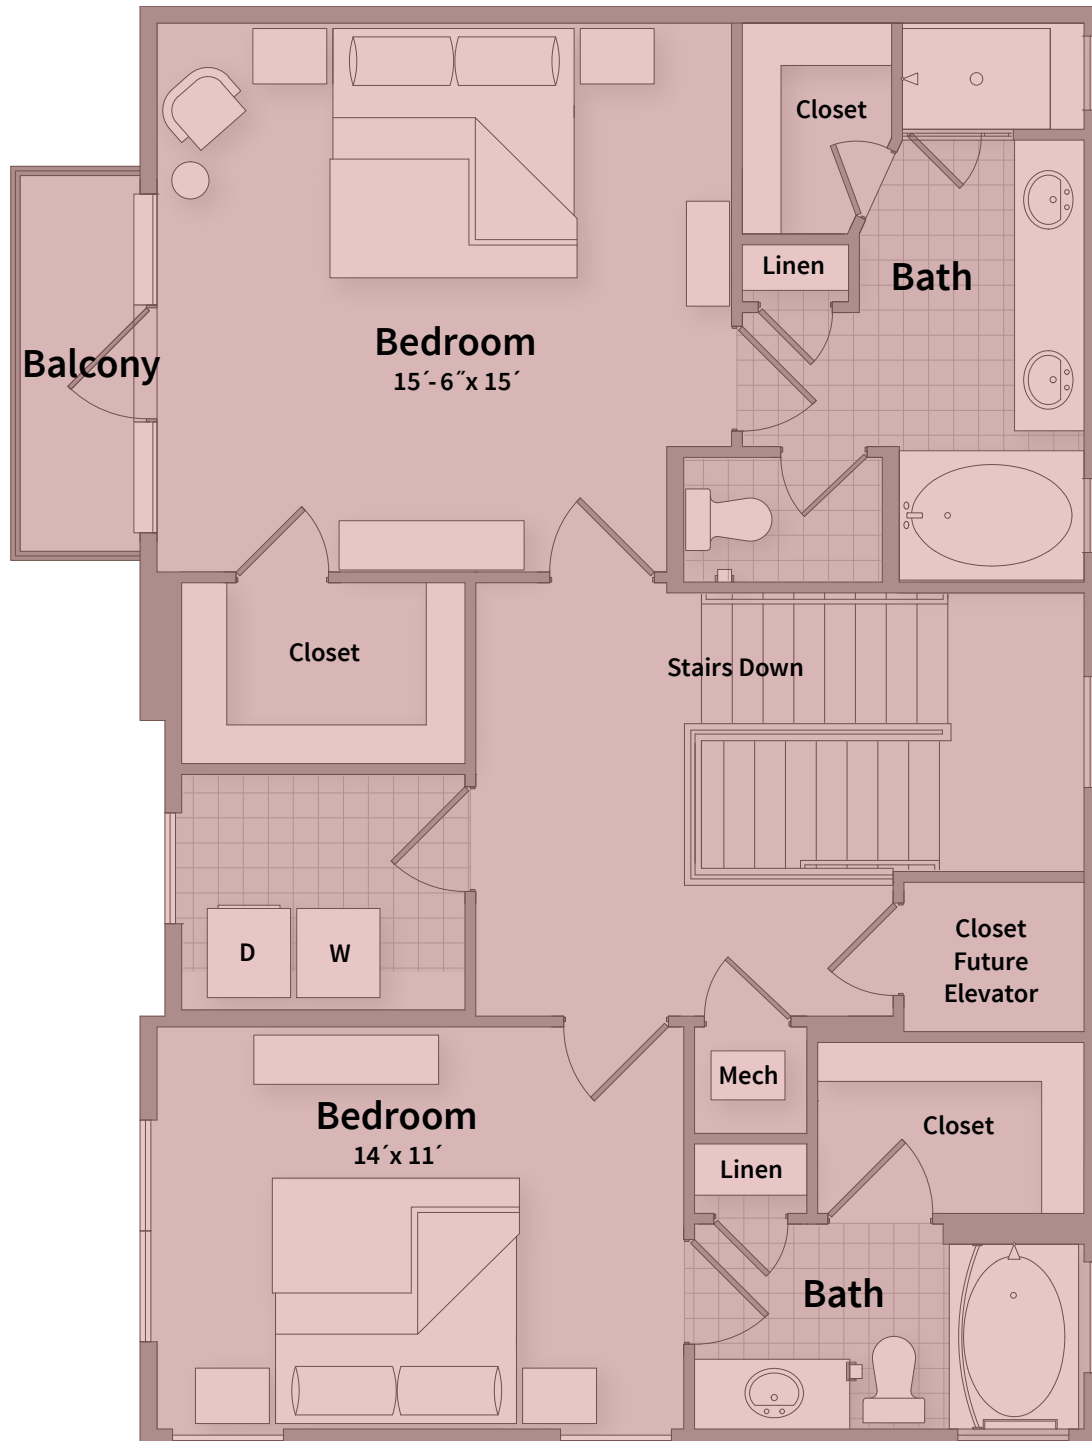 Closet
Linen
Bath
Bedroom
15´- 6˝x 15´
Balcony
Closet
Stairs Down
D
W
Closet
Future
Elevator
Mech
Bedroom
14´x 11´
Closet
Linen
Bath